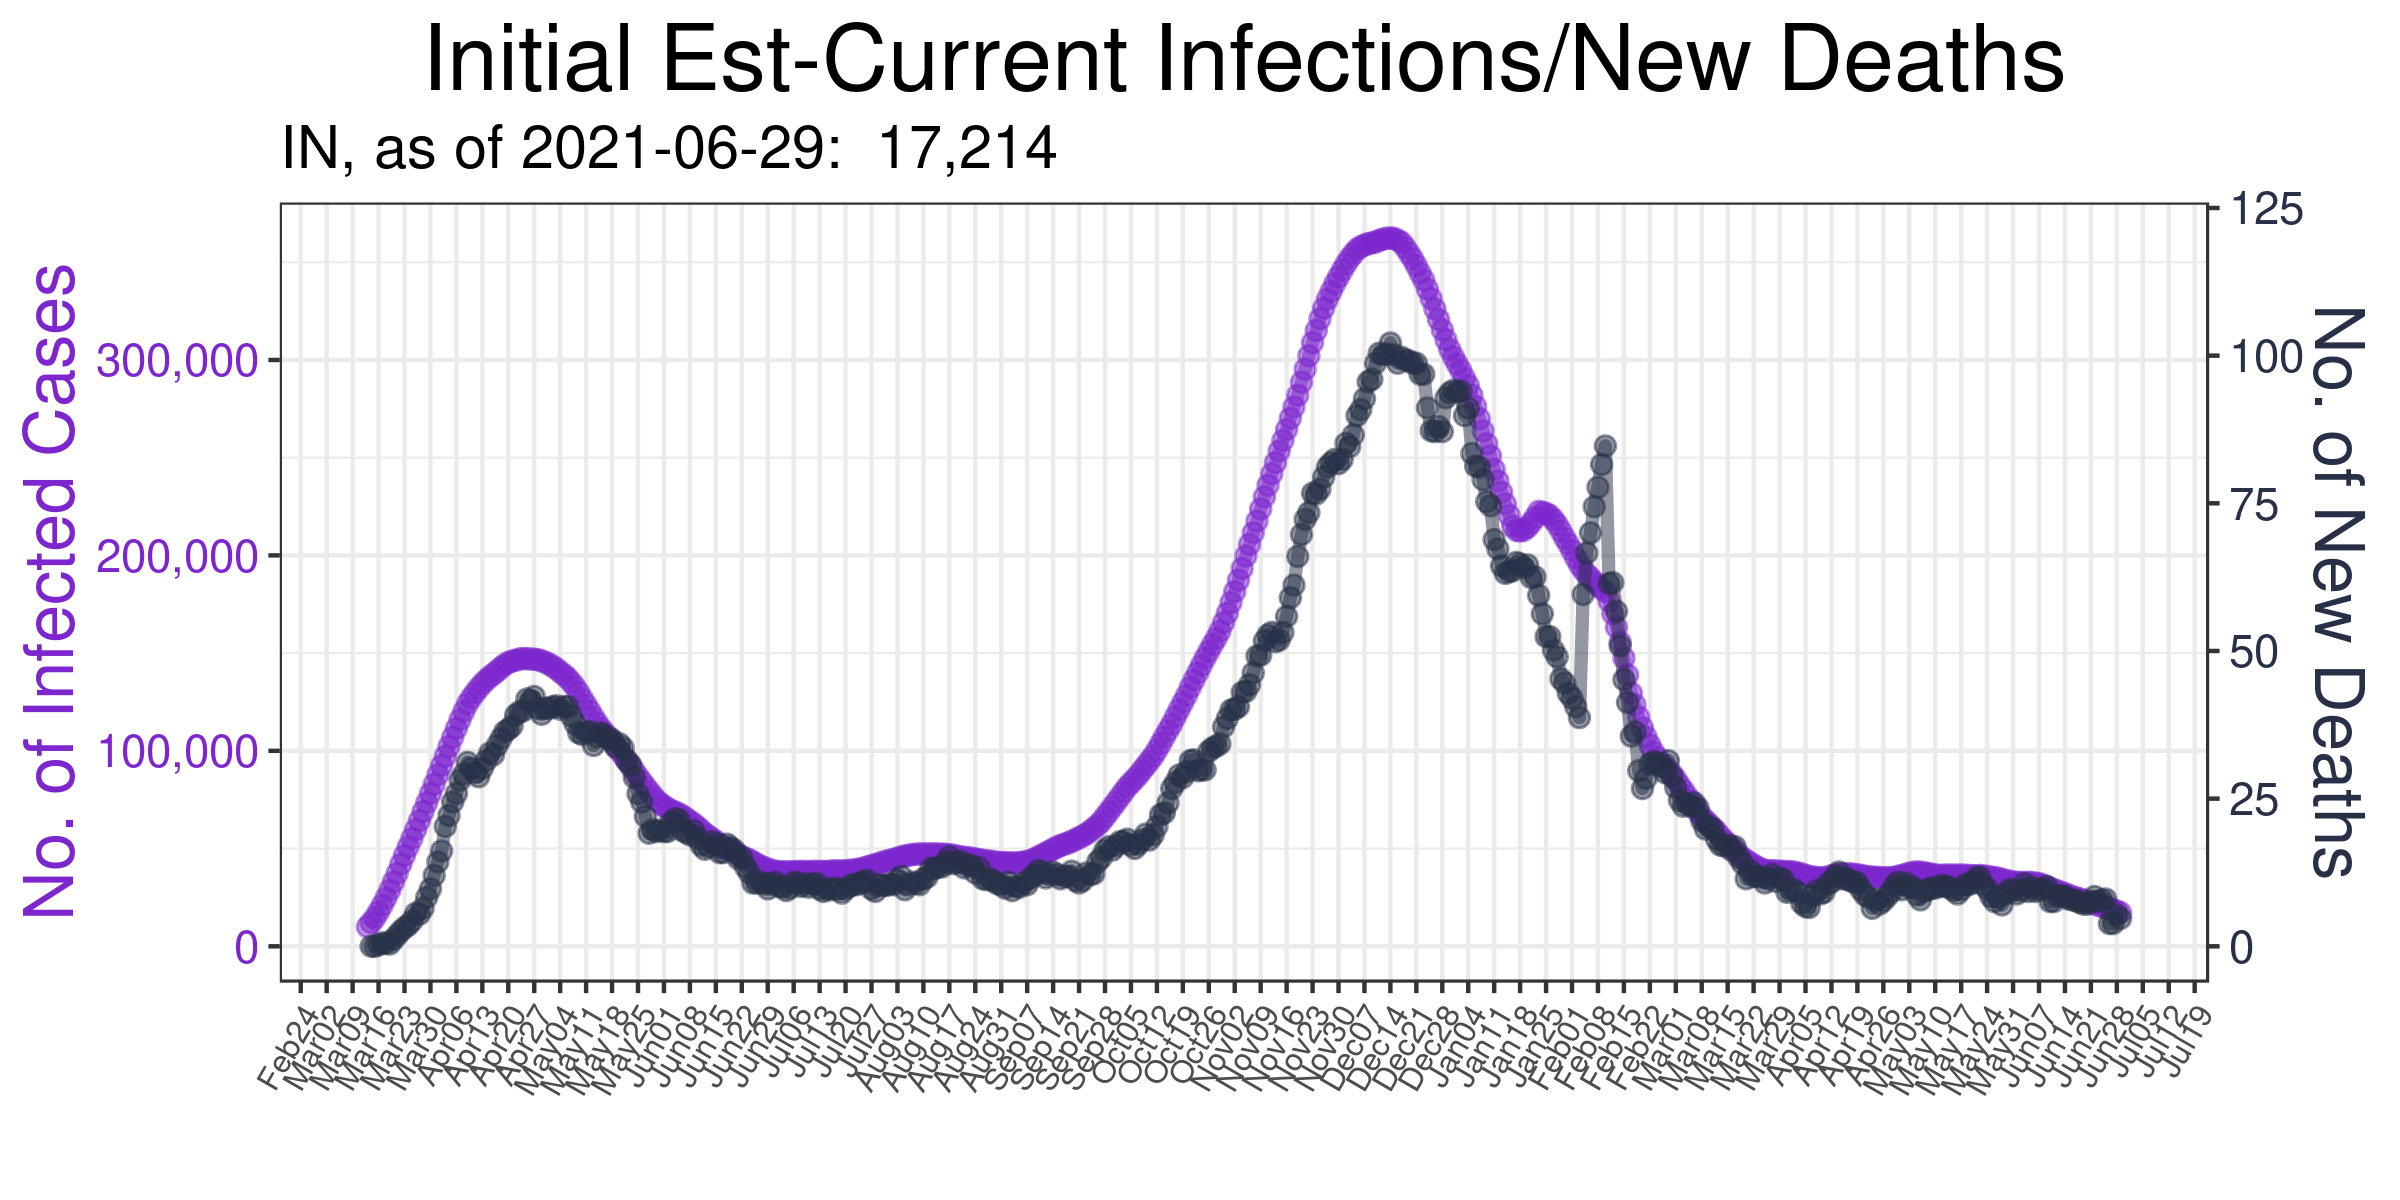 Initial Est-Current Infections/New Deaths
IN, as of 2021-06-29:  17,214
No. of Infected Cases
300,000
200,000
100,000
0
125
100
75
50
25
0
No. of New Deaths
Feb24
Mar02
Mar09
Mar16
Mar23
Mar30
Apr06
Apr13
Apr20
Apr27
May04
May11
May18
May25
Jun01
Jun08
Jun15
Jun22
Jun29
Jul06
Jul13
Jul20
Jul27
Aug03
Aug10
Aug17
Aug24
Aug31
Sep07
Sep14
Sep21
Sep28
Oct05
Oct12
Oct19
Oct26
Nov02
Nov09
Nov16
Nov23
Nov30
Dec07
Dec14
Dec21
Dec28
Jan04
Jan11
Jan18
Jan25
Feb01
Feb08
Feb15
Feb22
Mar01
Mar08
Mar15
Mar22
Mar29
Apr05
Apr12
Apr19
Apr26
May03
May10
May17
May24
May31
Jun07
Jun14
Jun21
Jun28
Jul05
Jul12
Jul19